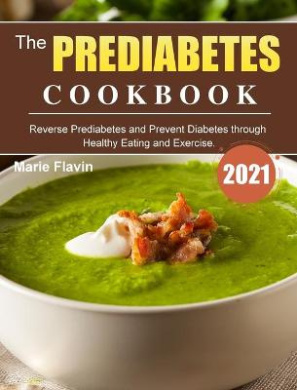 The PREDIABETES
COOKBOOK
Reverse Prediabetes and Prevent Diabetes through
Healthy Eating and Exercise.
Marie Flavin
2021